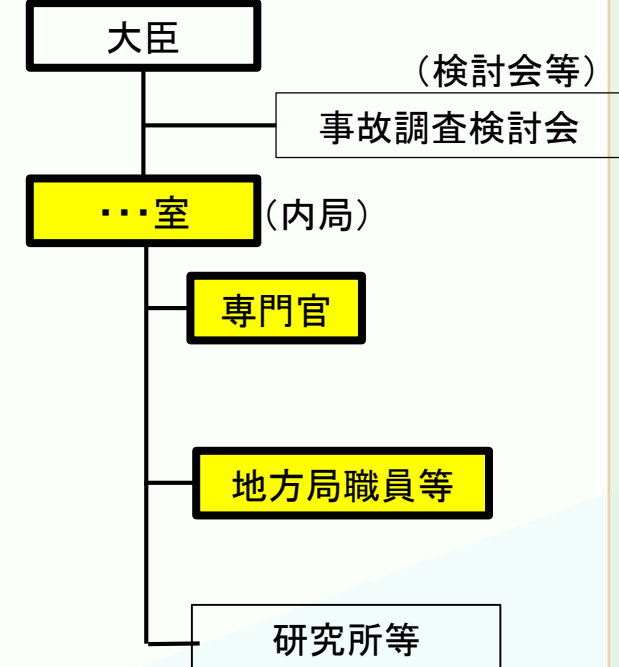 大臣
（検討会等）
事故調査検討会
･･･室
（内局）
専門官
地方局職員等
研究所等